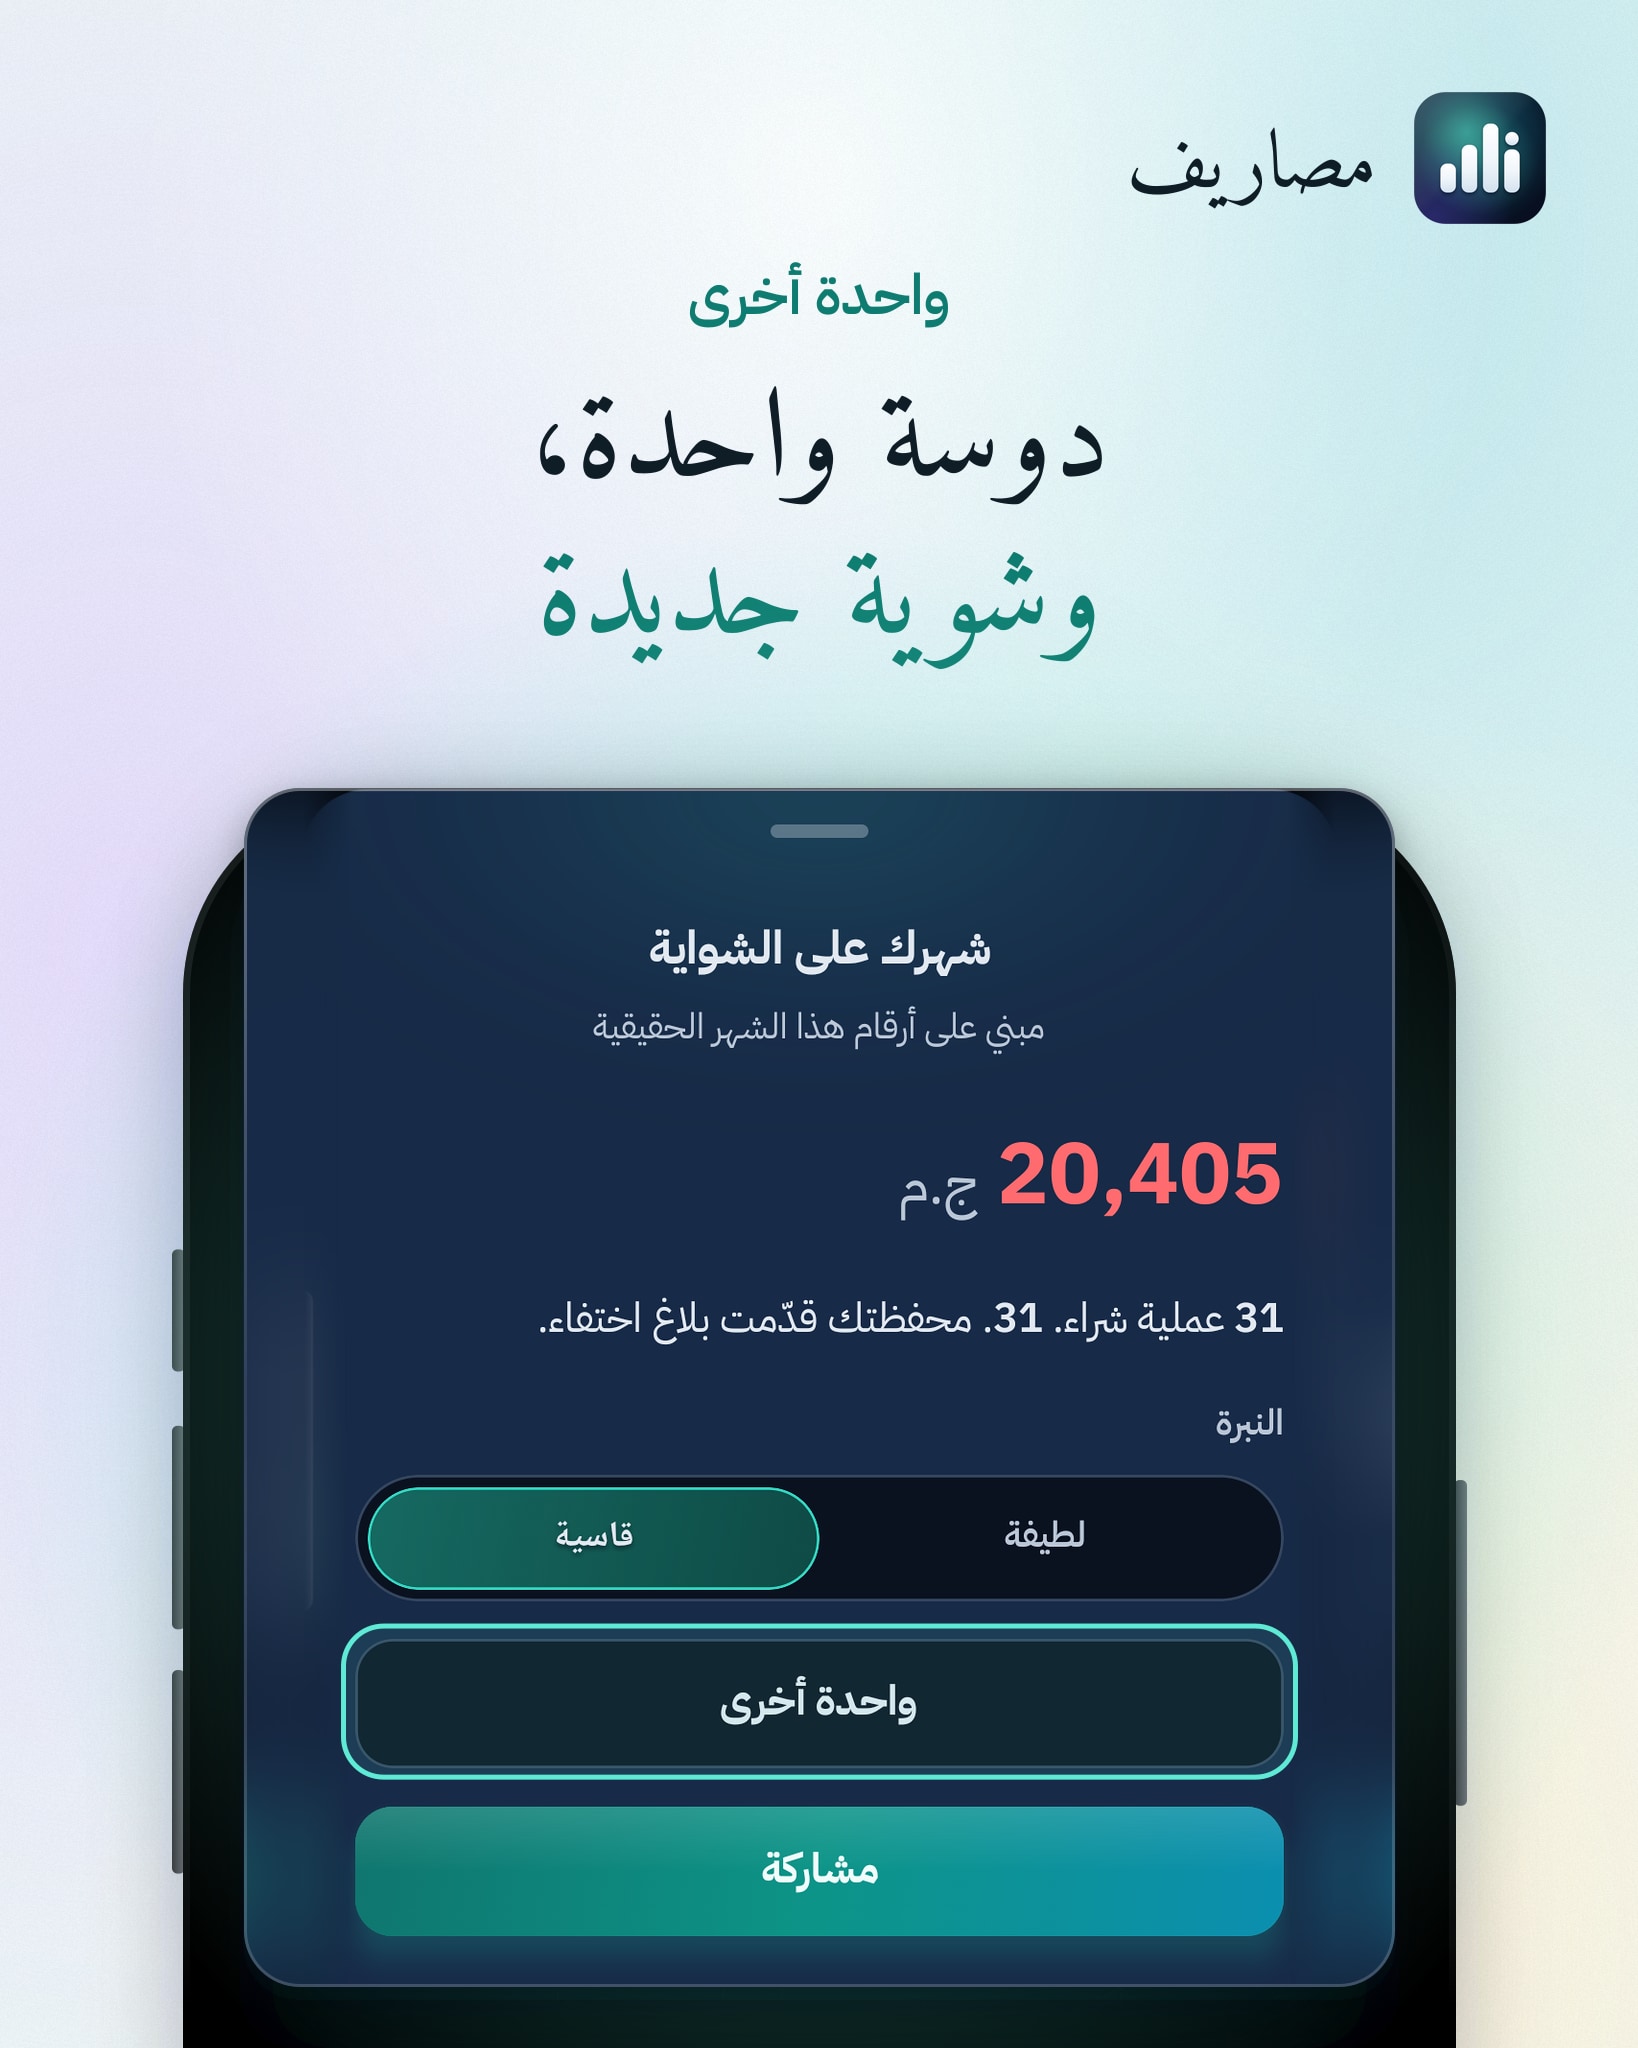 مصاريف
واحدة أخرى
دوسة واحدة،
وشوية جديدة
شهرك على الشواية
مبني على أرقام هذا الشهر الحقيقية
20,405 ج.م
31 عملية شراء. 31. محفظتك قدّمت بلاغ اختفاء.
النبرة
لطيفة
قاسية
واحدة أخرى
مشاركة